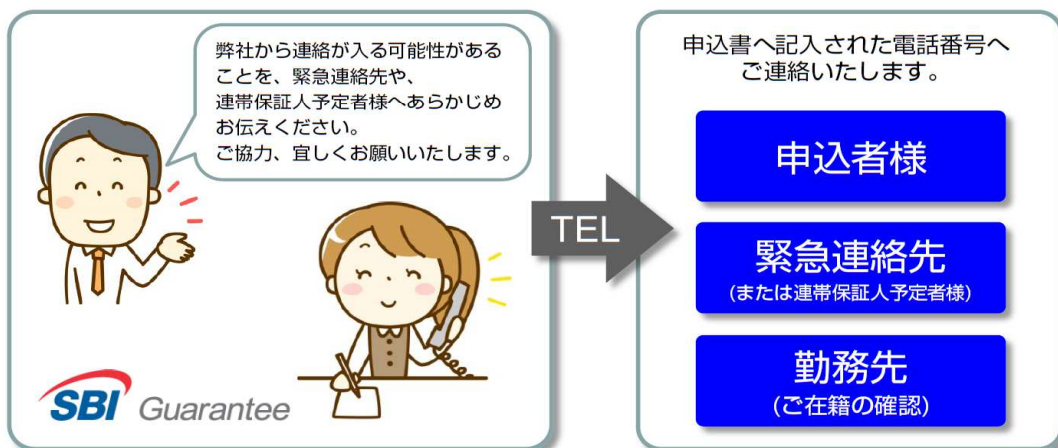 弊社から連絡が入る可能性がある
ことを、緊急連絡先や、
連帯保証人予定者様へあらかじめ
お伝えください。
ご協力、宜しくお願いいたします。
SBI Guarantee
TEL
申込書へ記入された電話番号へ
ご連絡いたします。
申込者様
緊急連絡先
(または連帯保証人予定者様)
勤務先
(ご在籍の確認)